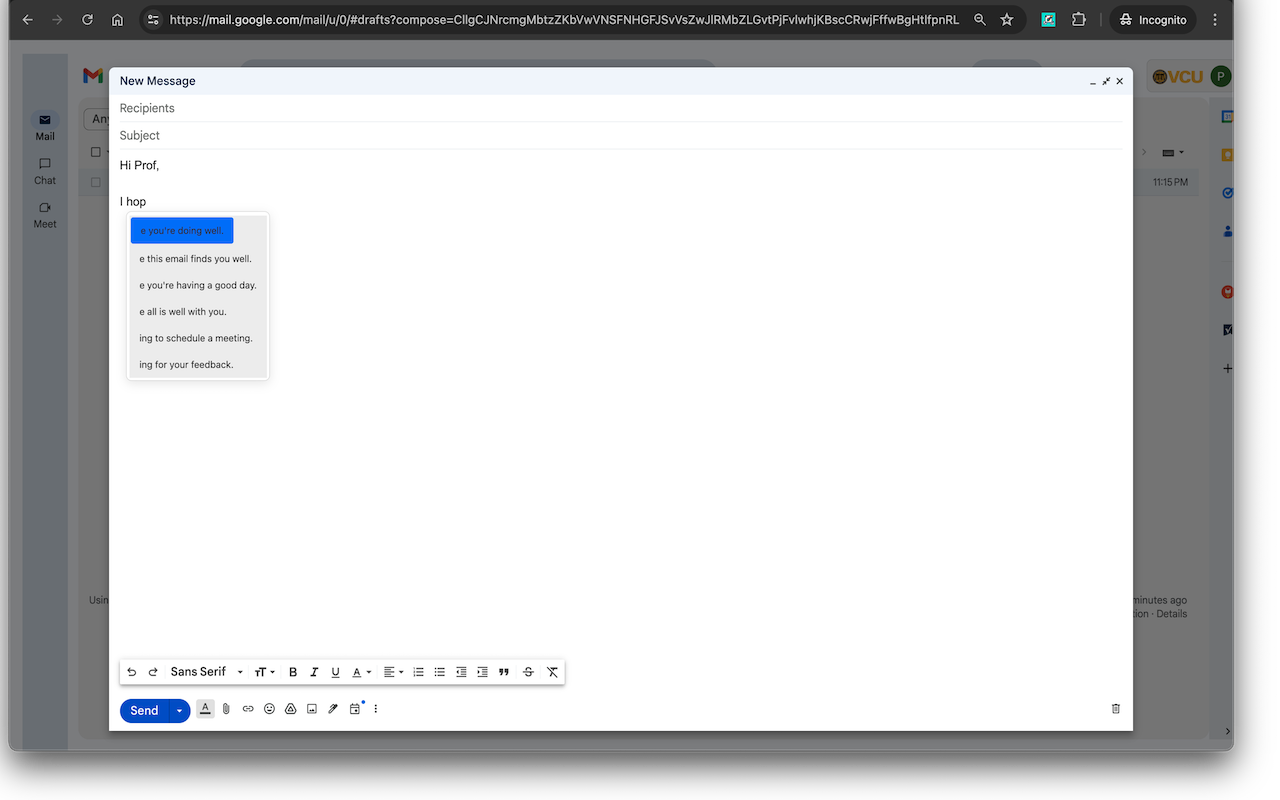 https://mail.google.com/mail/u/0/#drafts?compose=CllgCJNrcmgMbtzZKbVwVNSFNHGFJSvVsZwJlRMbZLGvtPjFvlwhjKBscCRwjFffwBgHtlfpnRL
Incognito
New Message
VCU
P
Recipients
Any
Mail
Subject
Hi Prof,
Chat
11:15 PM
I hop
Meet
e you're doing well.
e this email finds you well.
e you're having a good day.
e all is well with you.
ing to schedule a meeting.
ing for your feedback.
Usin
minutes ago
tion · Details
Sans Serif
Send